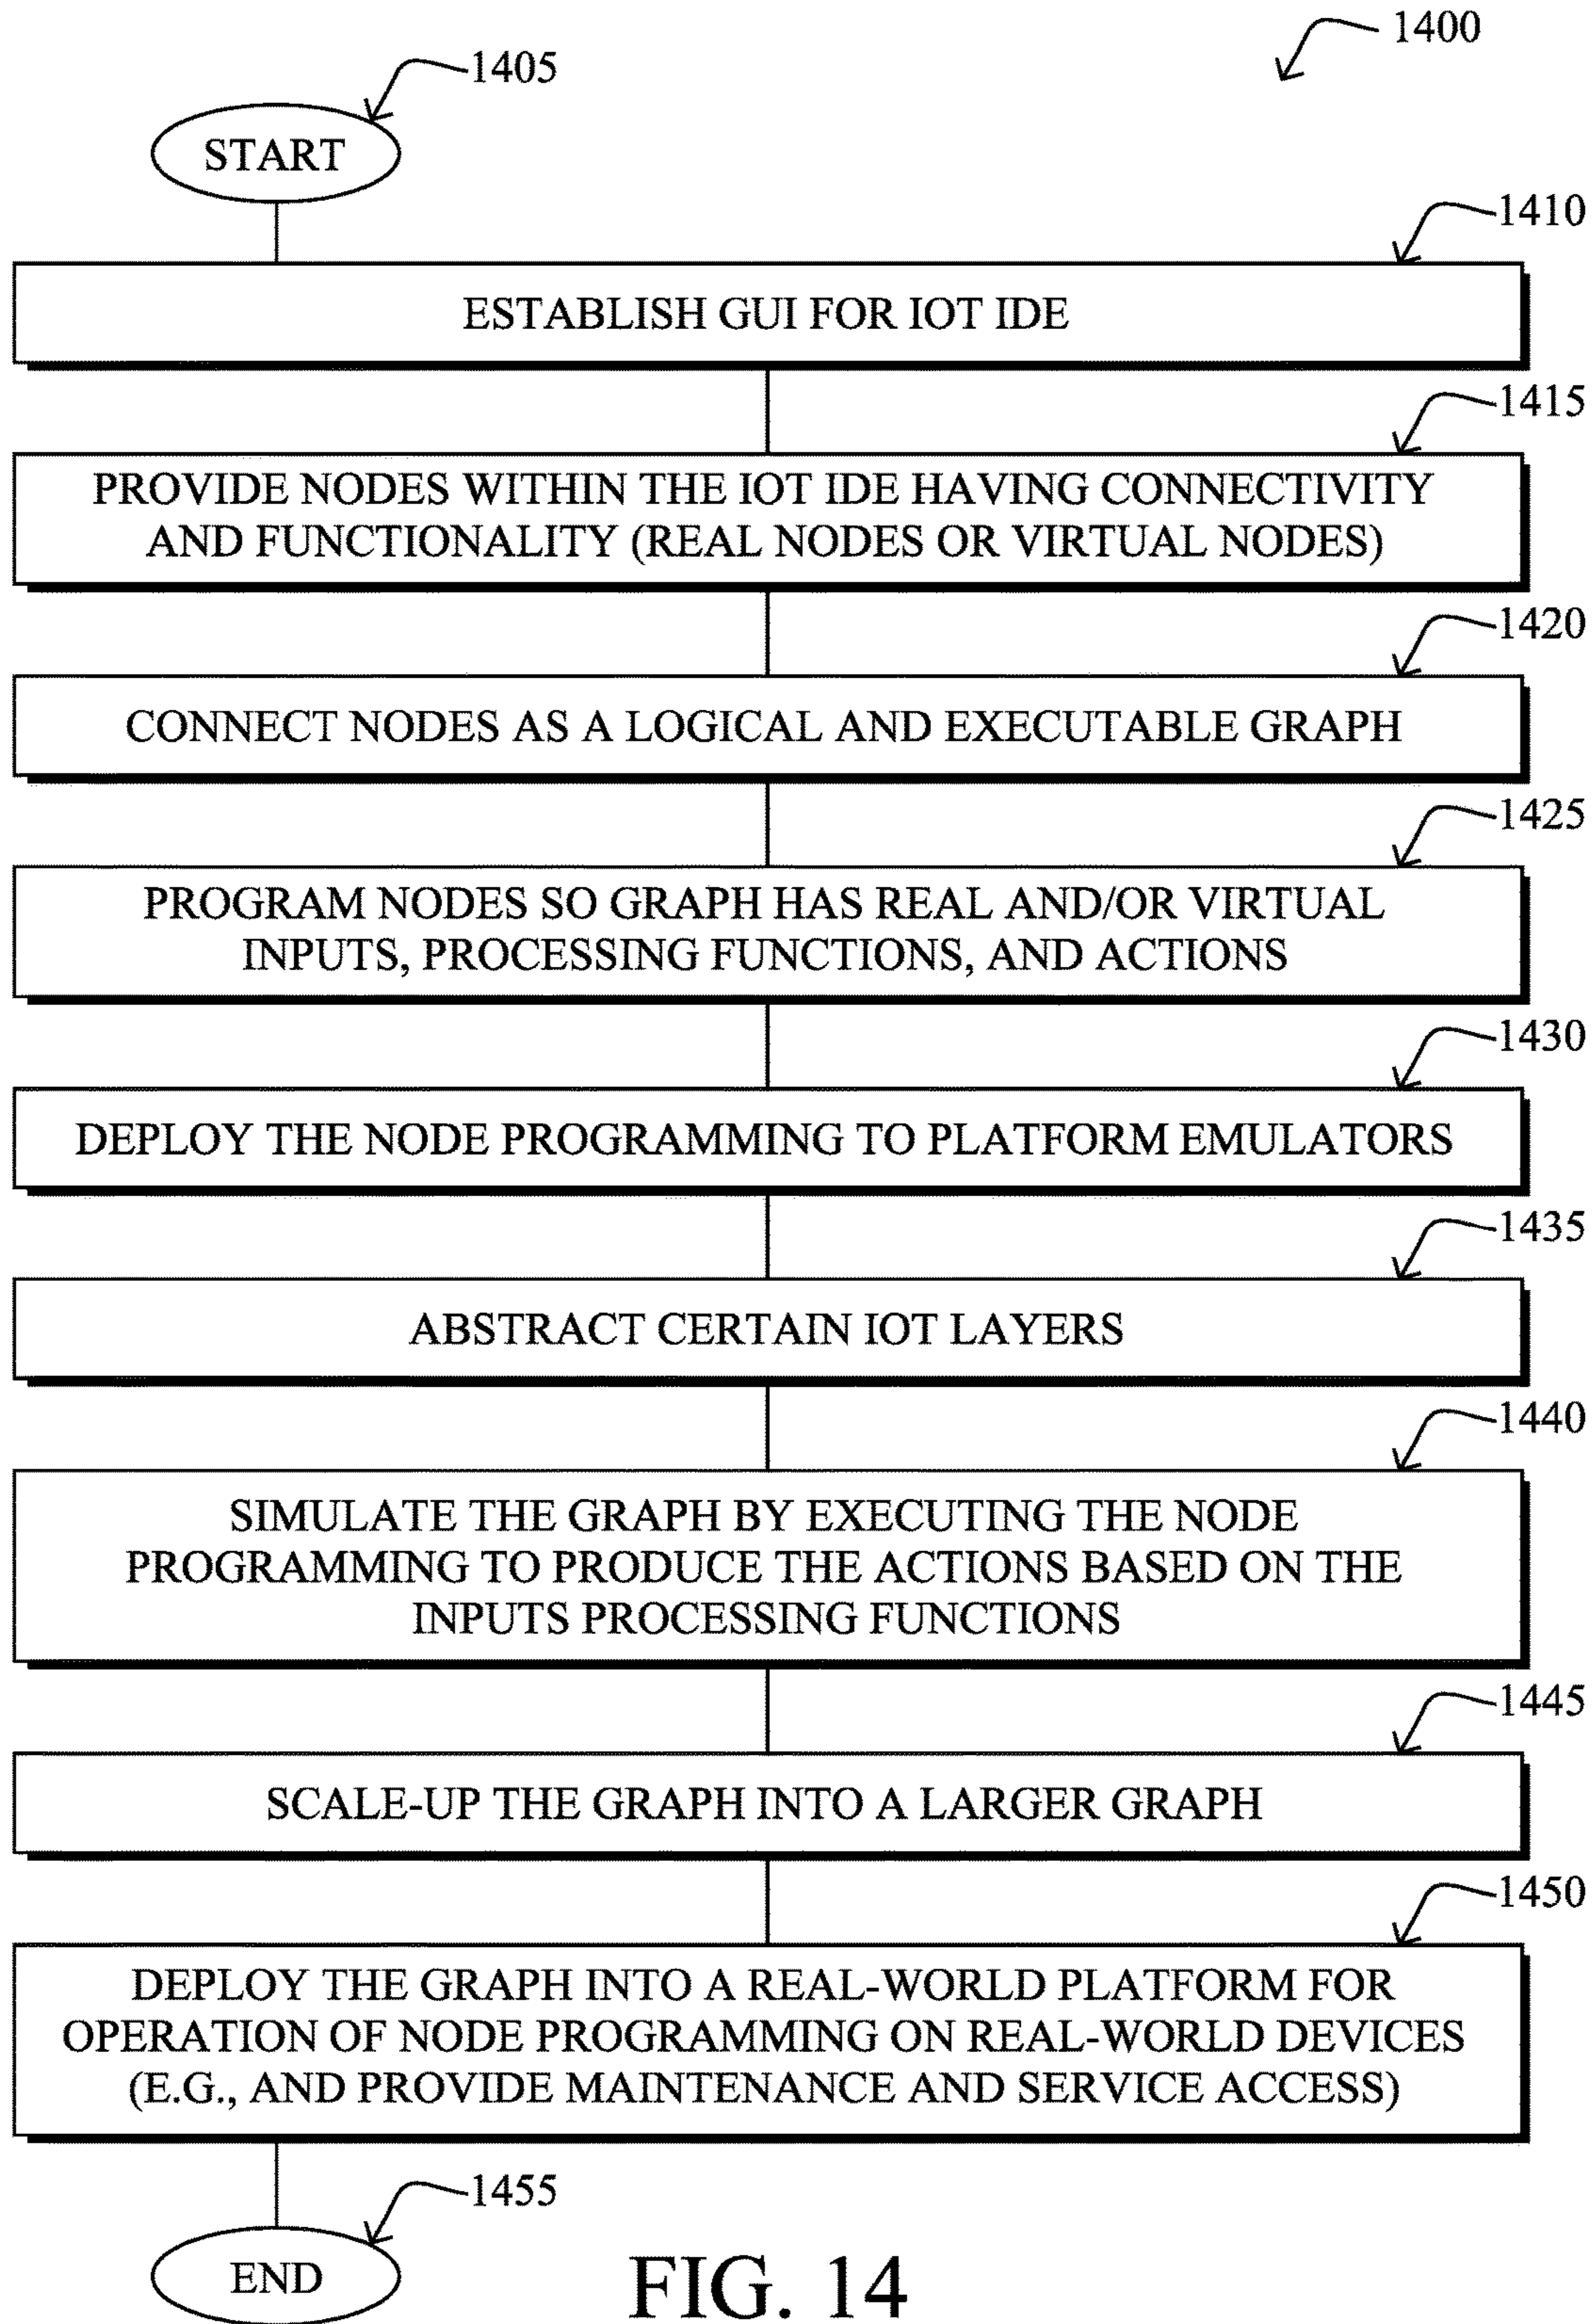 1400
1405
START
1410
ESTABLISH GUI FOR IOT IDE
1415
PROVIDE NODES WITHIN THE IOT IDE HAVING CONNECTIVITY
AND FUNCTIONALITY (REAL NODES OR VIRTUAL NODES)
1420
CONNECT NODES AS A LOGICAL AND EXECUTABLE GRAPH
1425
PROGRAM NODES SO GRAPH HAS REAL AND/OR VIRTUAL
INPUTS, PROCESSING FUNCTIONS, AND ACTIONS
1430
DEPLOY THE NODE PROGRAMMING TO PLATFORM EMULATORS
1435
ABSTRACT CERTAIN IOT LAYERS
1440
SIMULATE THE GRAPH BY EXECUTING THE NODE
PROGRAMMING TO PRODUCE THE ACTIONS BASED ON THE
INPUTS PROCESSING FUNCTIONS
1445
SCALE-UP THE GRAPH INTO A LARGER GRAPH
1450
DEPLOY THE GRAPH INTO A REAL-WORLD PLATFORM FOR
OPERATION OF NODE PROGRAMMING ON REAL-WORLD DEVICES
(E.G., AND PROVIDE MAINTENANCE AND SERVICE ACCESS)
1455
END
FIG. 14